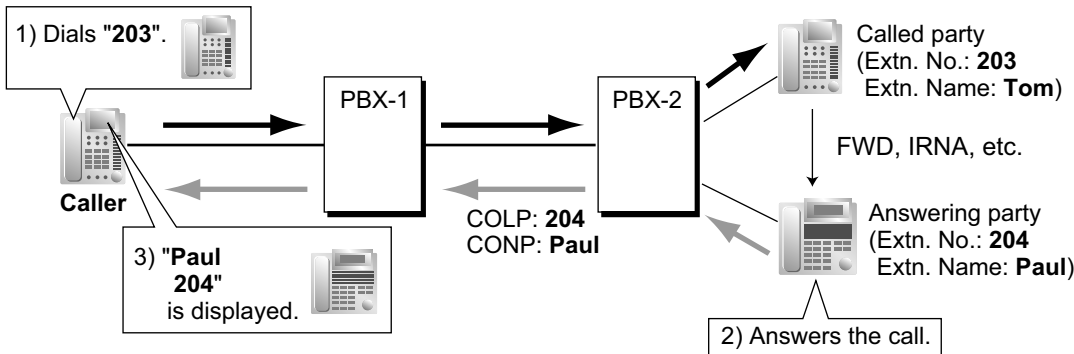 1) Dials "203".
Caller
3) "Paul
204"
is displayed.
PBX-1
COLP: 204
CONP: Paul
PBX-2
Called party
(Extn. No.: 203
Extn. Name: Tom)
FWD, IRNA, etc.
Answering party
(Extn. No.: 204
Extn. Name: Paul)
2) Answers the call.